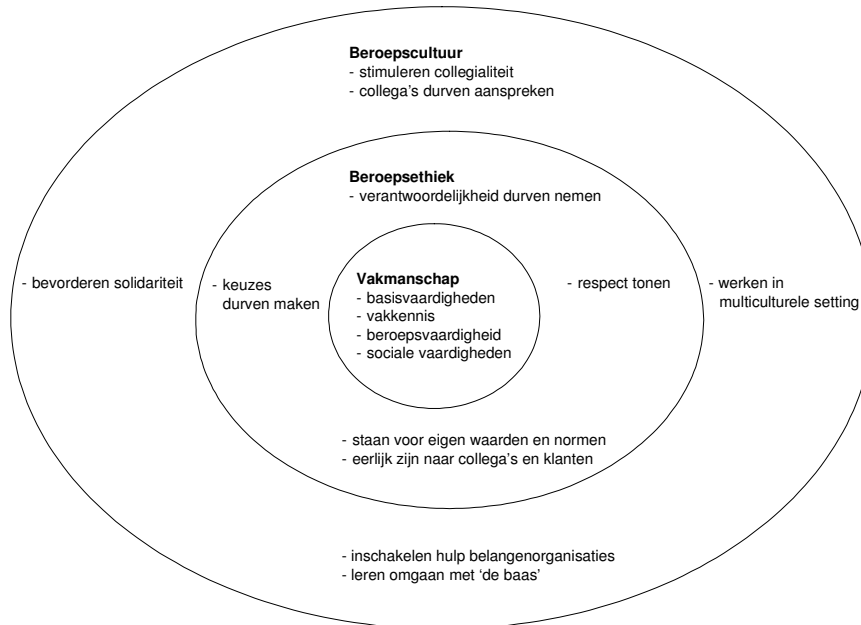 Beroepscultuur
- stimuleren collegialiteit
- collega's durven aanspreken
Beroepsethiek
- verantwoordelijkheid durven nemen
- bevorderen solidariteit
- keuzes
durven maken
Vakmanschap
- basisvaardigheden
- vakkennis
- beroepsvaardigheid
- sociale vaardigheden
- respect tonen
- werken in
multiculturele setting
- staan voor eigen waarden en normen
- eerlijk zijn naar collega's en klanten
- inschakelen hulp belangenorganisaties
- leren omgaan met ‘de baas’